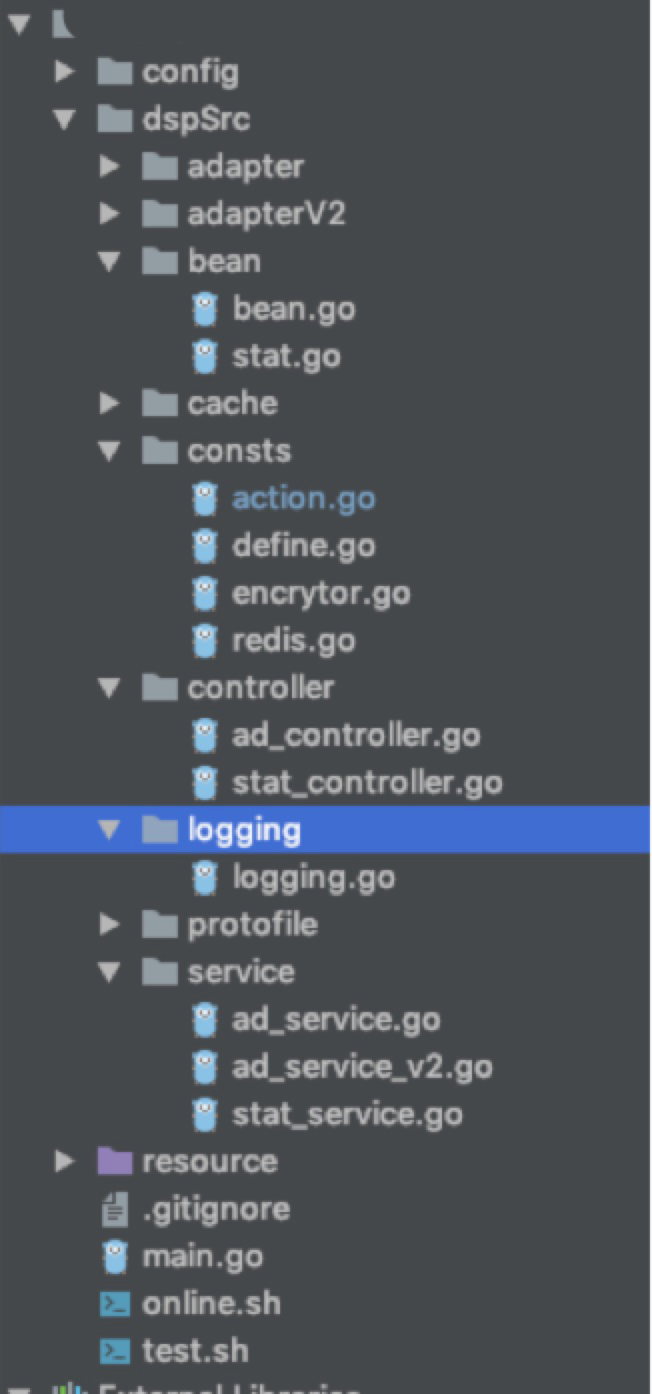 config
dspSrc
adapter
adapterV2
bean
bean.go
stat.go
cache
consts
action.go
define.go
encrytor.go
redis.go
controller
ad_controller.go
stat_controller.go
logging
logging.go
protofile
service
ad_service.go
ad_service_v2.go
stat_service.go
resource
.gitignore
main.go
online.sh
test.sh
External Libraries